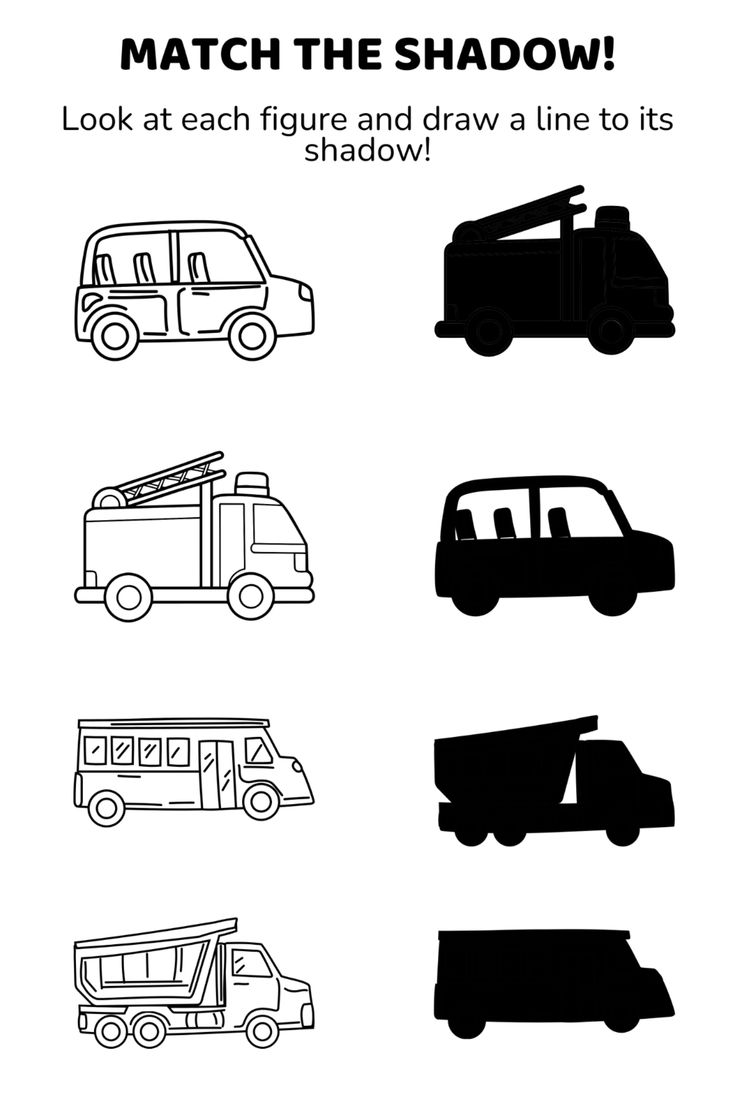 MATCH THE SHADOW!
Look at each figure and draw a line to its
shadow!